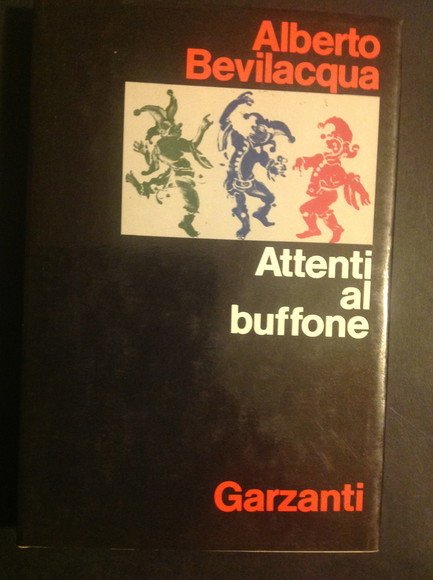 Alberto
Bevilacqua
Attenti
al
buffone
Garzanti